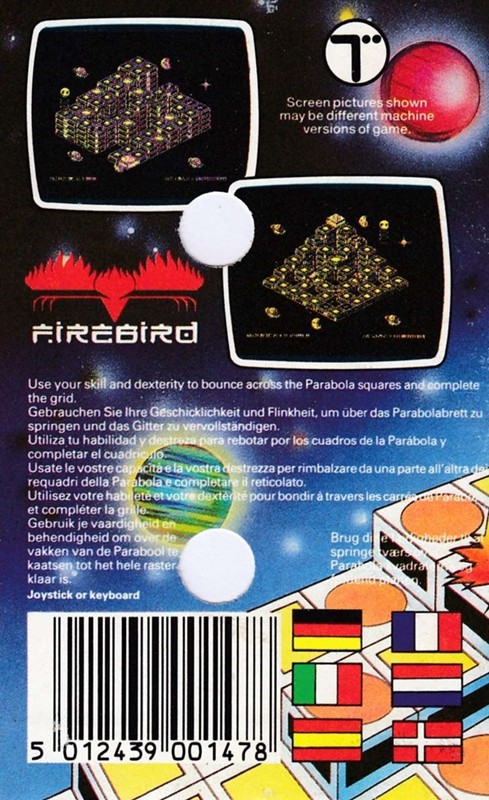 Screen pictures shown
may be different machine
versions of game.
FIREBIRD
Use your skill and dexterity to bounce across the Parabola squares and complete
the grid.
Gebrauchen Sie Ihre Geschicklichkeit und Flinkheit, um über das Parabolabrett zu
springen und das Gitter zu vervollständigen.
Utiliza tu habilidad y destreza para rebotar por los cuadros de la Parábola y
completar el cuadriculo.
Usate le vostre capacità e la vostra destrezza per rimbalzare da una parte all'altra dei
requadri della Parabola e completare il reticolato.
Utilisez votre habileté et votre dextérité pour bondir à travers les carrés de
et compléter la grille.
Gebruik je vaardigheid en
behendigheid om over de
vakken van de Parabool te
kaatsen tot het hele raster
klaar is.
Brug
springe tværs
Joystick or keyboard
5 012439 001478